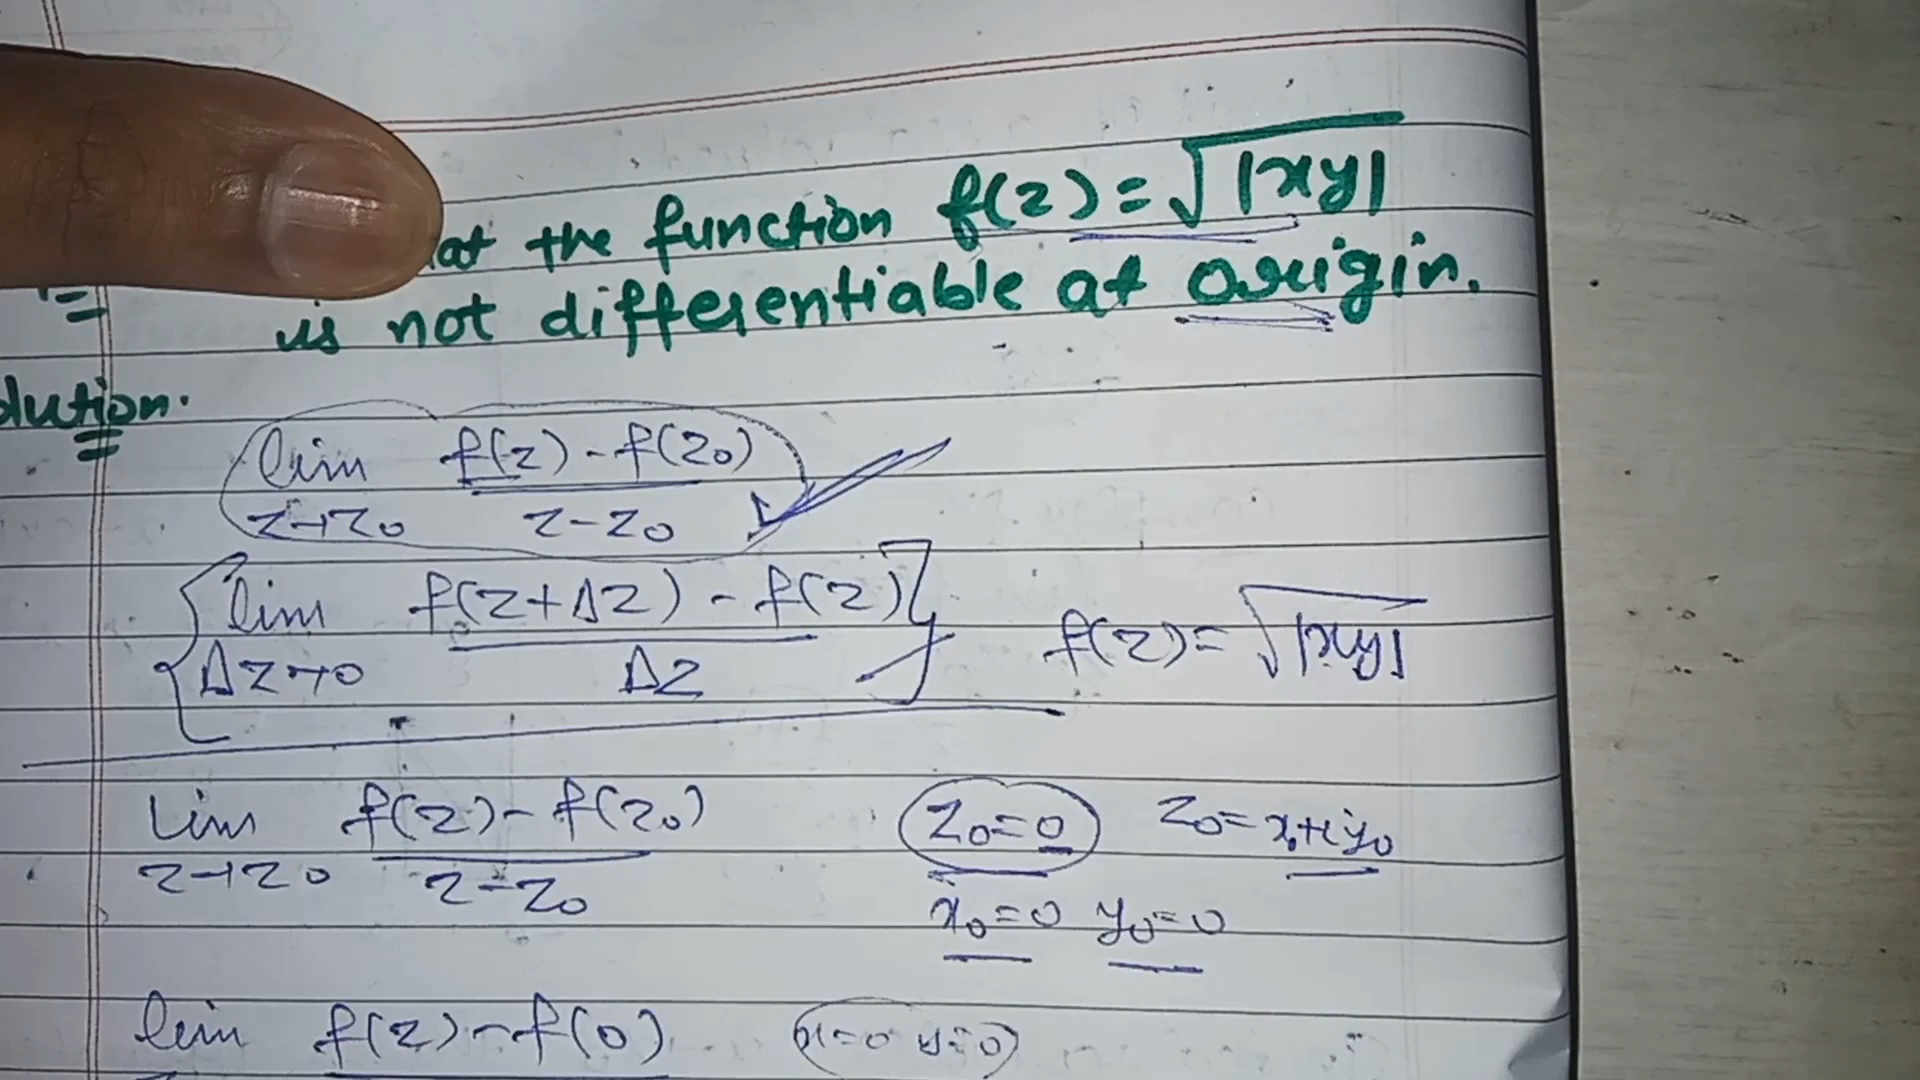 at the function f(z) = √|xy|
is not differentiable at origin.
lution.
lim f(z) - f(z₀)
z→z₀ z - z₀
lim f(z+Δz) - f(z)
Δz→0 Δz
f(z) = √|xy|
Lim f(z) - f(z₀)
z→z₀ z - z₀
z₀ = 0 z₀ = x₀+iy₀
x₀ = 0 y₀ = 0
lim f(z) - f(0) (x=0 y=0)